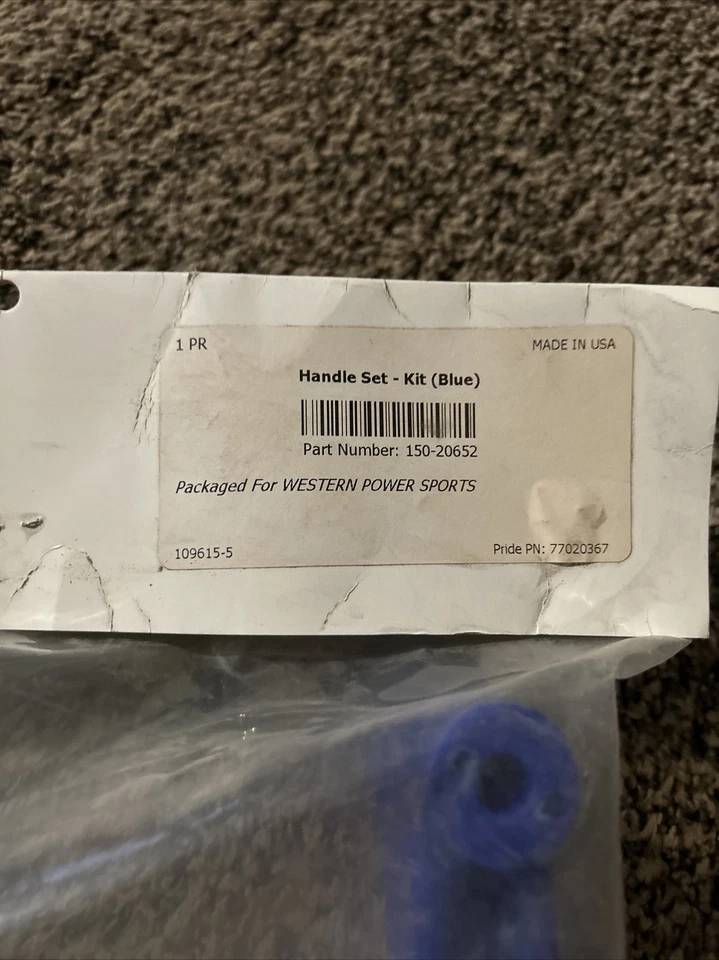 1 PR
MADE IN USA
Handle Set - Kit (Blue)
Part Number: 150-20652
Packaged For WESTERN POWER SPORTS
109615-5
Pride PN: 77020367